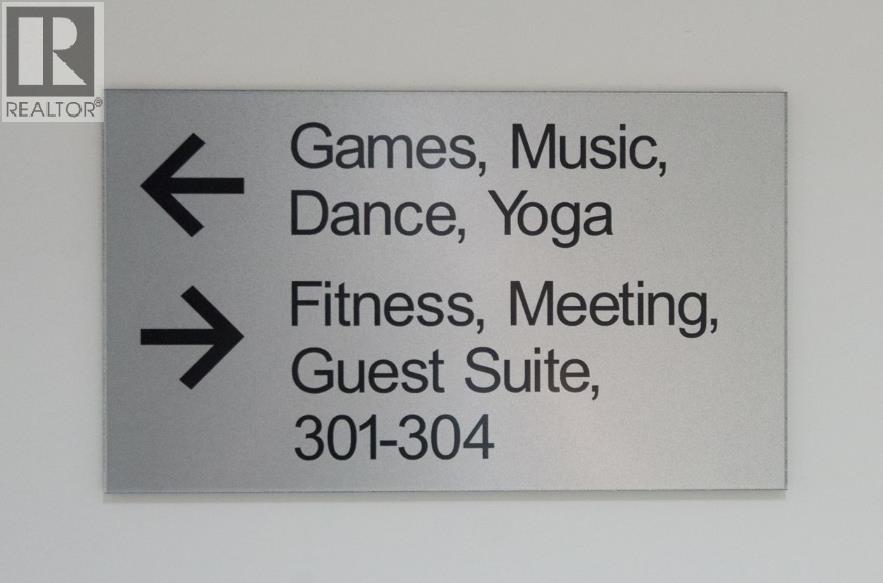 REALTOR®
Games, Music,
Dance, Yoga
Fitness, Meeting,
Guest Suite,
301-304